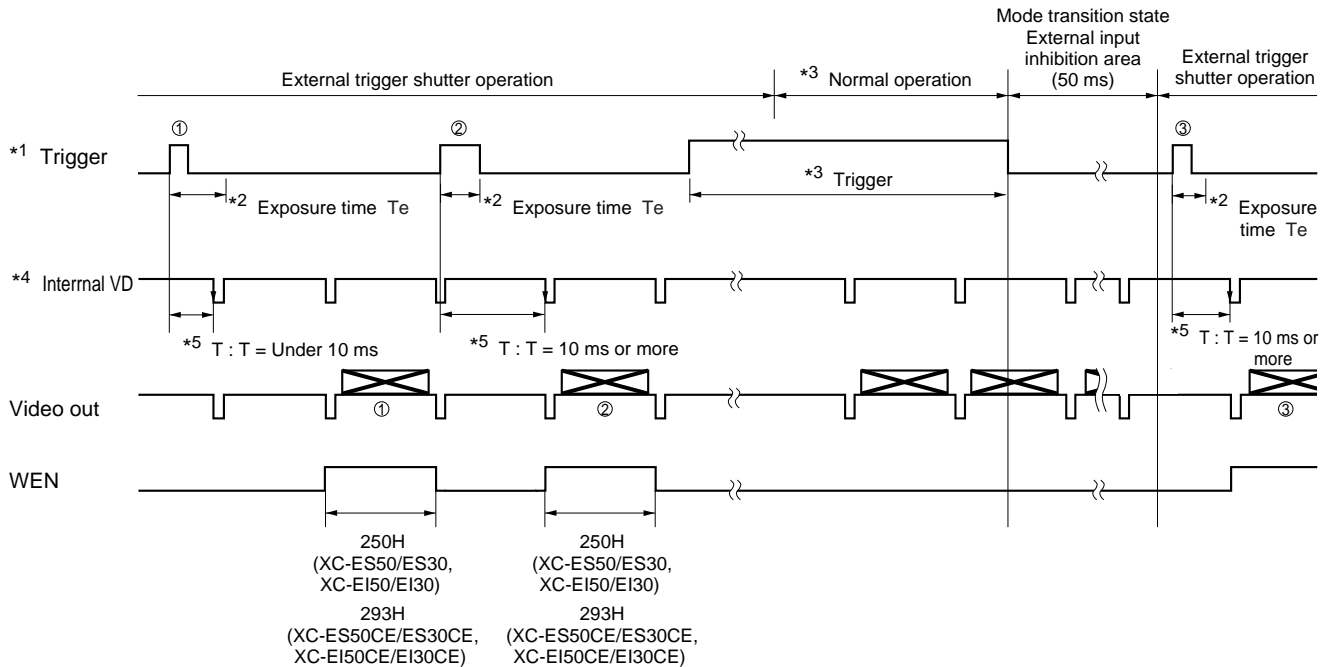 Mode transition state
External input
inhibition area
(50 ms)
External trigger
shutter operation
External trigger shutter operation
*3 Normal operation
① ② ③
*1 Trigger
*3 Trigger
*2 Exposure time Te
*2 Exposure time Te
*2 Exposure
time Te
*4 Interrnal VD
*5 T : T = Under 10 ms
*5 T : T = 10 ms or more
*5 T : T = 10 ms or
more
Video out
① ② ③
WEN
250H
(XC-ES50/ES30,
XC-EI50/EI30)
293H
(XC-ES50CE/ES30CE,
XC-EI50CE/EI30CE)
250H
(XC-ES50/ES30,
XC-EI50/EI30)
293H
(XC-ES50CE/ES30CE,
XC-EI50CE/EI30CE)